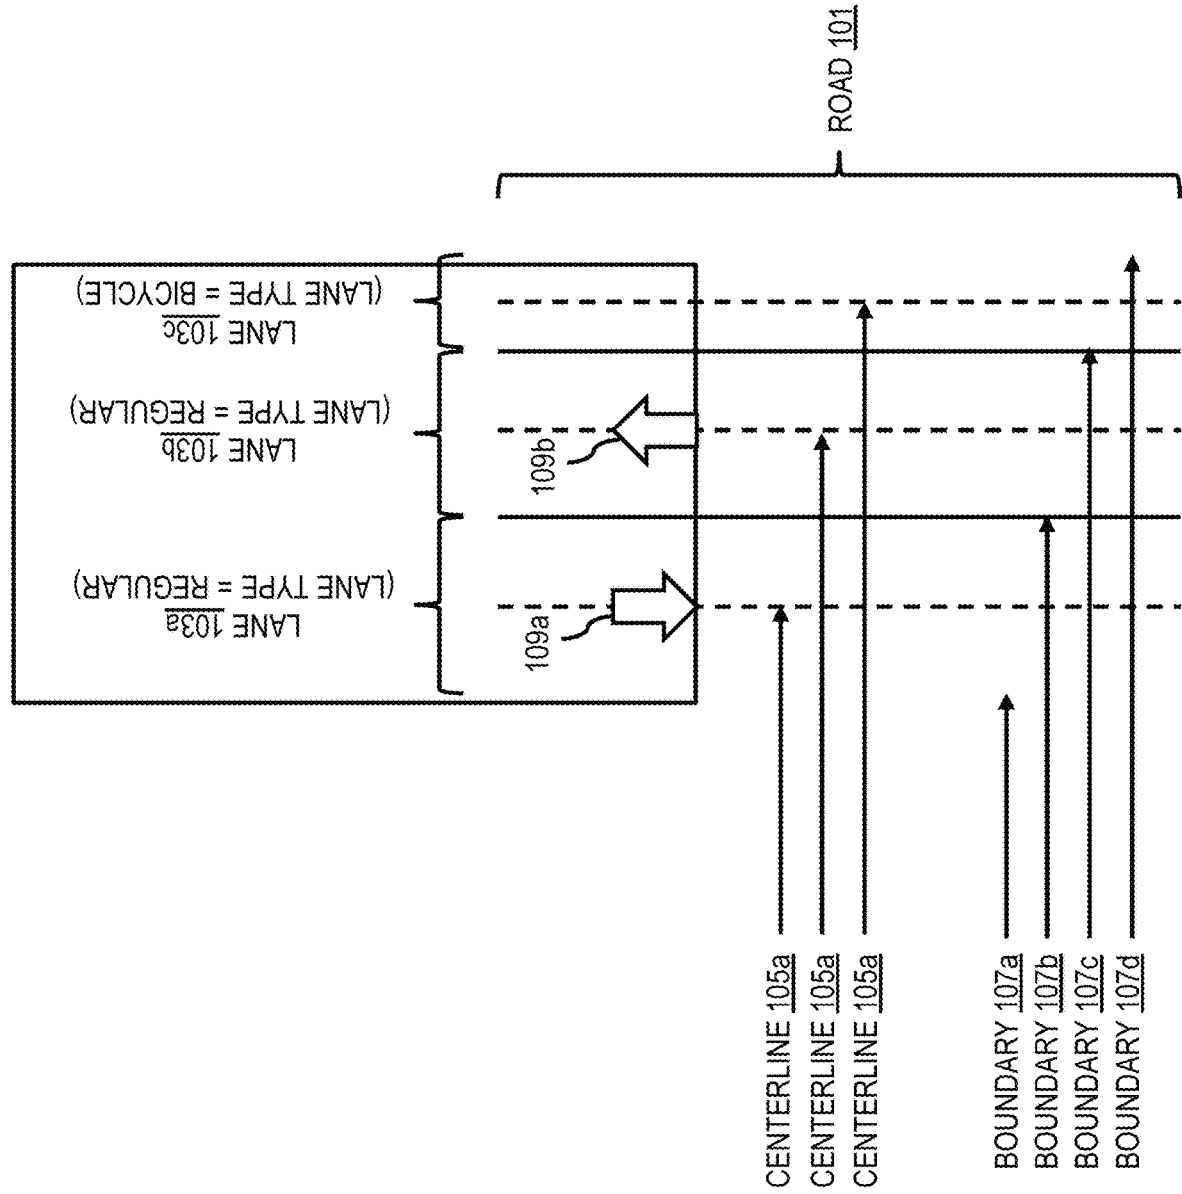 LANE 103a
(LANE TYPE = REGULAR)
LANE 103b
(LANE TYPE = REGULAR)
LANE 103c
(LANE TYPE = BICYCLE)
109a
109b
ROAD 101
CENTERLINE 105a
CENTERLINE 105a
CENTERLINE 105a
BOUNDARY 107a
BOUNDARY 107b
BOUNDARY 107c
BOUNDARY 107d